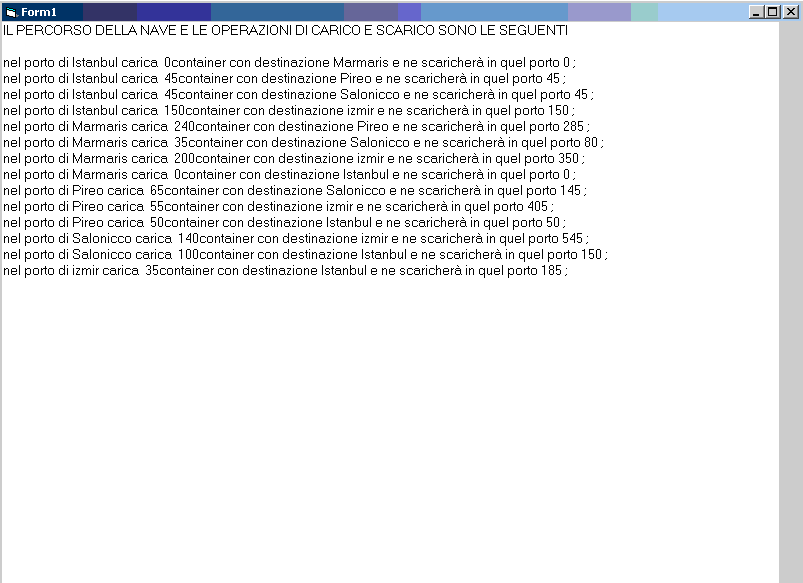 Form1
IL PERCORSO DELLA NAVE E LE OPERAZIONI DI CARICO E SCARICO SONO LE SEGUENTI
nel porto di Istanbul carica  0container con destinazione Marmaris e ne scaricherà in quel porto 0 ;
nel porto di Istanbul carica  45container con destinazione Pireo e ne scaricherà in quel porto 45 ;
nel porto di Istanbul carica  45container con destinazione Salonicco e ne scaricherà in quel porto 45 ;
nel porto di Istanbul carica  150container con destinazione izmir e ne scaricherà in quel porto 150 ;
nel porto di Marmaris carica  240container con destinazione Pireo e ne scaricherà in quel porto 285 ;
nel porto di Marmaris carica  35container con destinazione Salonicco e ne scaricherà in quel porto 80 ;
nel porto di Marmaris carica  200container con destinazione izmir e ne scaricherà in quel porto 350 ;
nel porto di Marmaris carica  0container con destinazione Istanbul e ne scaricherà in quel porto 0 ;
nel porto di Pireo carica  65container con destinazione Salonicco e ne scaricherà in quel porto 145 ;
nel porto di Pireo carica  55container con destinazione izmir e ne scaricherà in quel porto 405 ;
nel porto di Pireo carica  50container con destinazione Istanbul e ne scaricherà in quel porto 50 ;
nel porto di Salonicco carica  140container con destinazione izmir e ne scaricherà in quel porto 545 ;
nel porto di Salonicco carica  100container con destinazione Istanbul e ne scaricherà in quel porto 150 ;
nel porto di izmir carica  35container con destinazione Istanbul e ne scaricherà in quel porto 185 ;